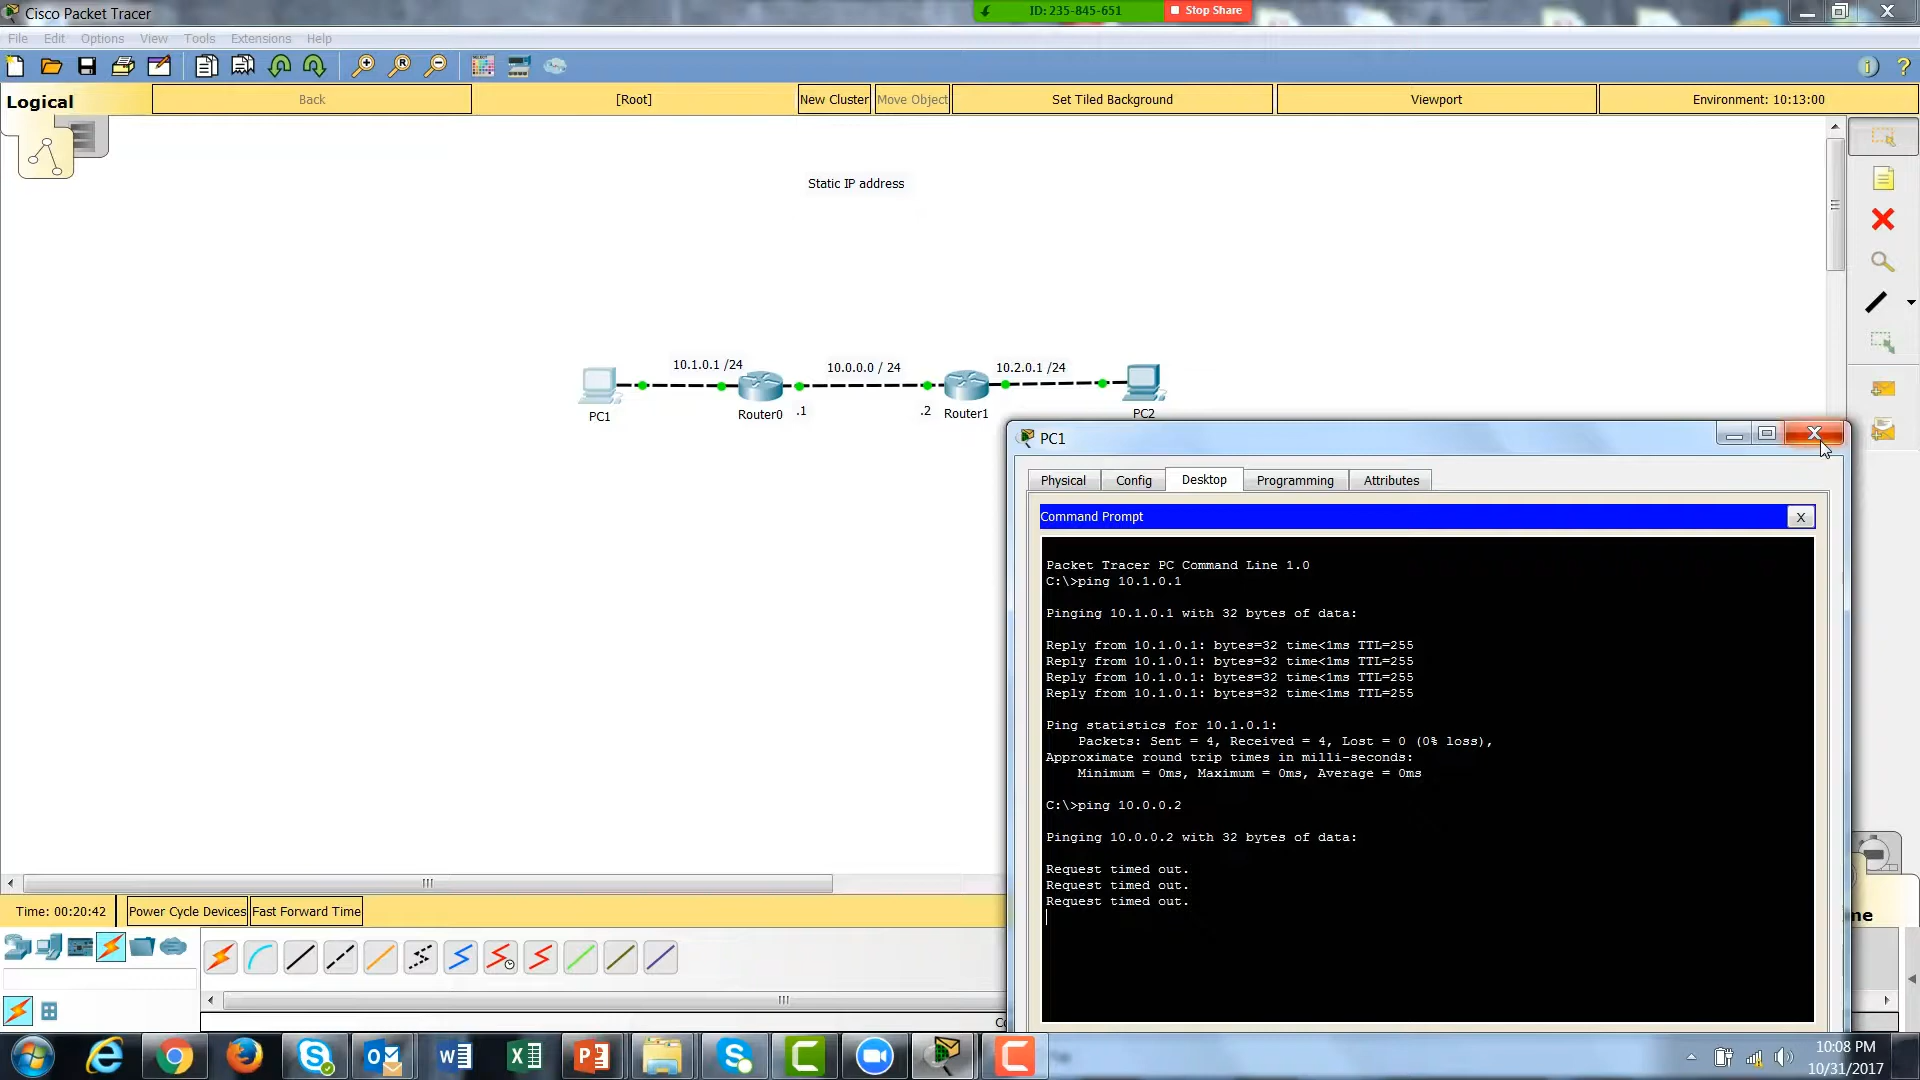 Cisco Packet Tracer
ID: 235-845-651
Stop Share
File Edit Options View Tools Extensions Help
Logical
Back
[Root]
New Cluster
Move Object
Set Tiled Background
Viewport
Environment: 10:13:00
Static IP address
10.1.0.1 /24
10.0.0.0 / 24
10.2.0.1 /24
PC1
Router0
.1
.2
Router1
PC2
PC1
Physical
Config
Desktop
Programming
Attributes
Command Prompt
X
Packet Tracer PC Command Line 1.0
C:\>ping 10.1.0.1
Pinging 10.1.0.1 with 32 bytes of data:
Reply from 10.1.0.1: bytes=32 time<1ms TTL=255
Reply from 10.1.0.1: bytes=32 time<1ms TTL=255
Reply from 10.1.0.1: bytes=32 time<1ms TTL=255
Reply from 10.1.0.1: bytes=32 time<1ms TTL=255
Ping statistics for 10.1.0.1:
Packets: Sent = 4, Received = 4, Lost = 0 (0% loss),
Approximate round trip times in milli-seconds:
Minimum = 0ms, Maximum = 0ms, Average = 0ms
C:\>ping 10.0.0.2
Pinging 10.0.0.2 with 32 bytes of data:
Request timed out.
Request timed out.
Request timed out.
Time: 00:20:42
Power Cycle Devices
Fast Forward Time
me
10:08 PM
10/31/2017